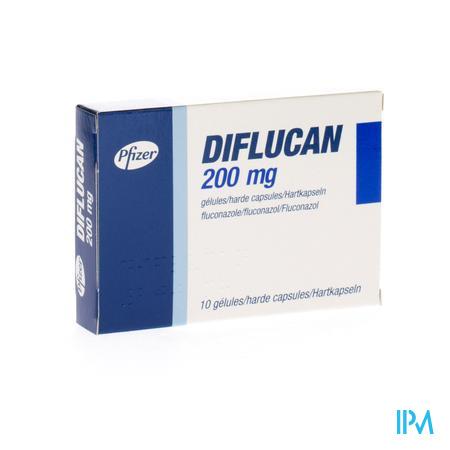 Pfizer
DIFLUCAN
200 mg
gélules/harde capsules/Hartkapseln
fluconazole/fluconazol/Fluconazol
10 gélules/harde capsules/Hartkapseln
DIFLUCAN
200 mg
IPM